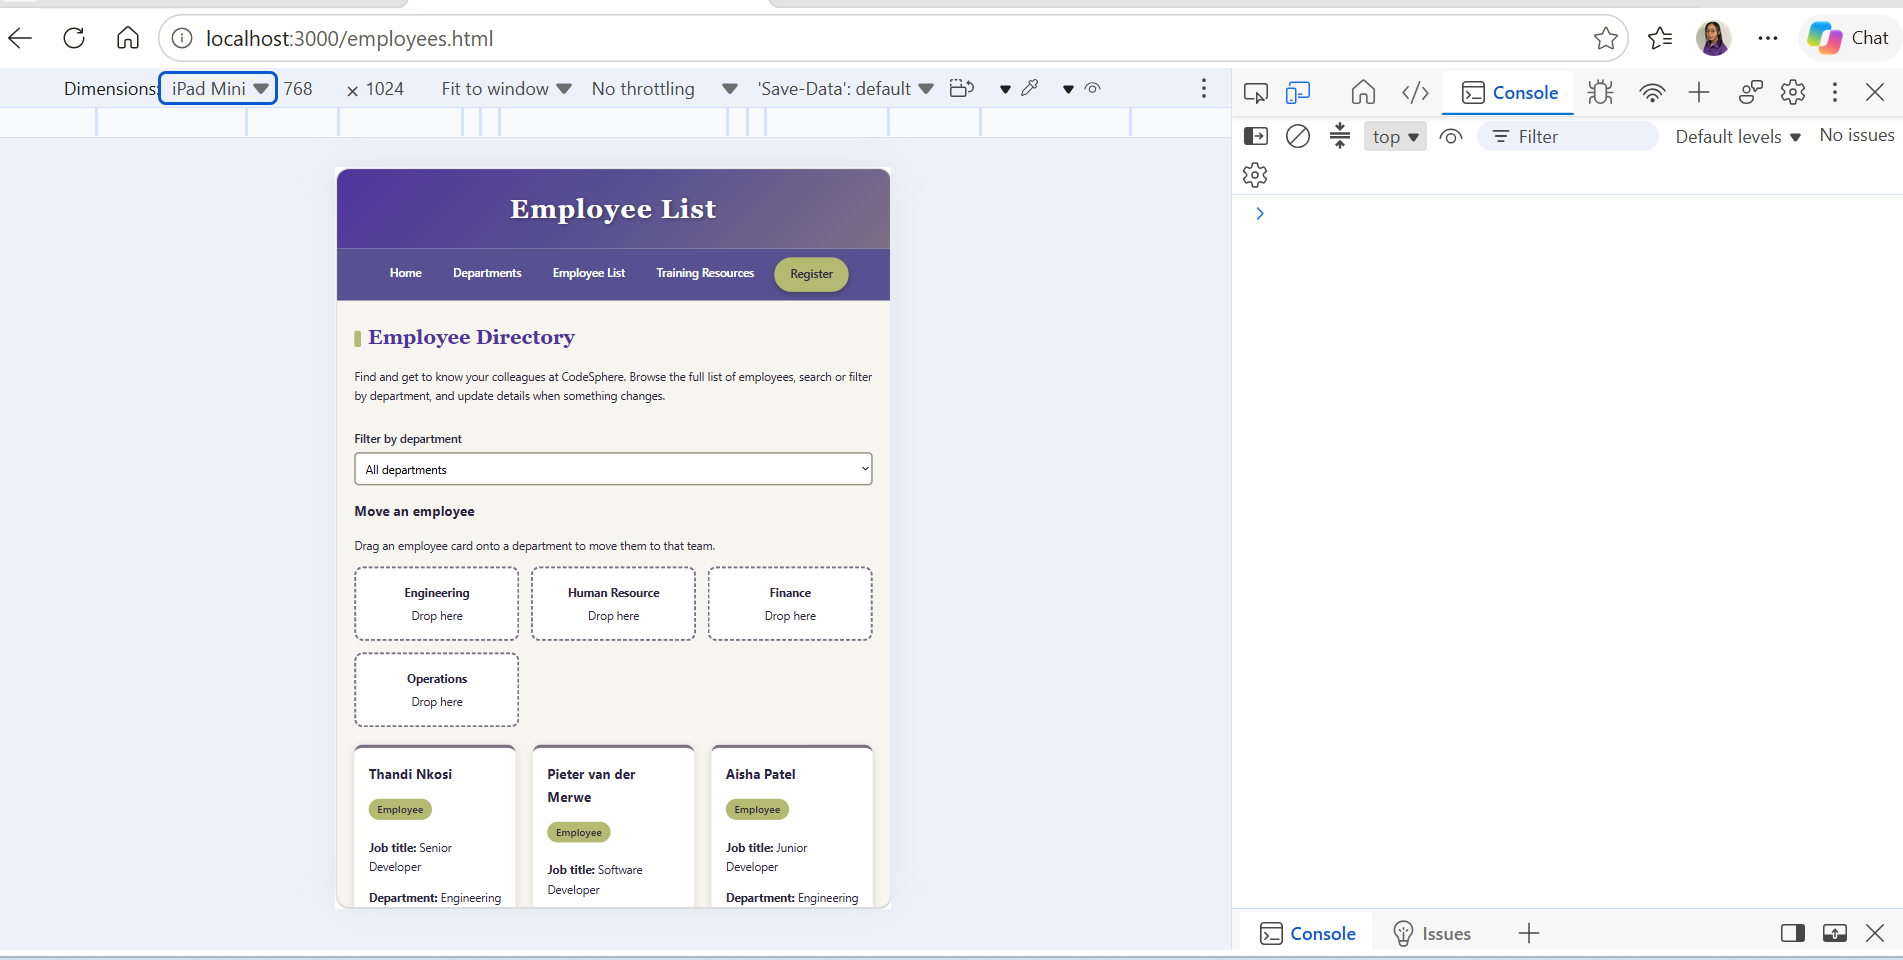 localhost:3000/employees.html
Chat
Dimensions: iPad Mini 768 × 1024 Fit to window No throttling 'Save-Data': default
Console
top Filter Default levels No issues
Employee List
Home Departments Employee List Training Resources Register
Employee Directory
Find and get to know your colleagues at CodeSphere. Browse the full list of employees, search or filter
by department, and update details when something changes.
Filter by department
All departments
Move an employee
Drag an employee card onto a department to move them to that team.
Engineering
Drop here
Human Resource
Drop here
Finance
Drop here
Operations
Drop here
Thandi Nkosi
Employee
Job title: Senior
Developer
Department: Engineering
Pieter van der
Merwe
Employee
Job title: Software
Developer
Aisha Patel
Employee
Job title: Junior
Developer
Department: Engineering
Console Issues